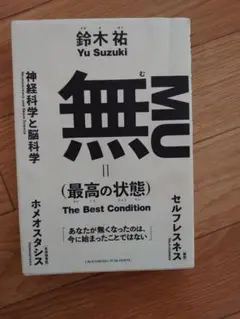 鈴木 祐
Yu Suzuki
神経科学と脳科学
無
む
MU
＝
(最高の状態)
The Best Condition
セルフレスネス
ホメオスタシス
あなたが無くなったのは、
今に始まったことではない
CROSSMEDIA PUBLISHING